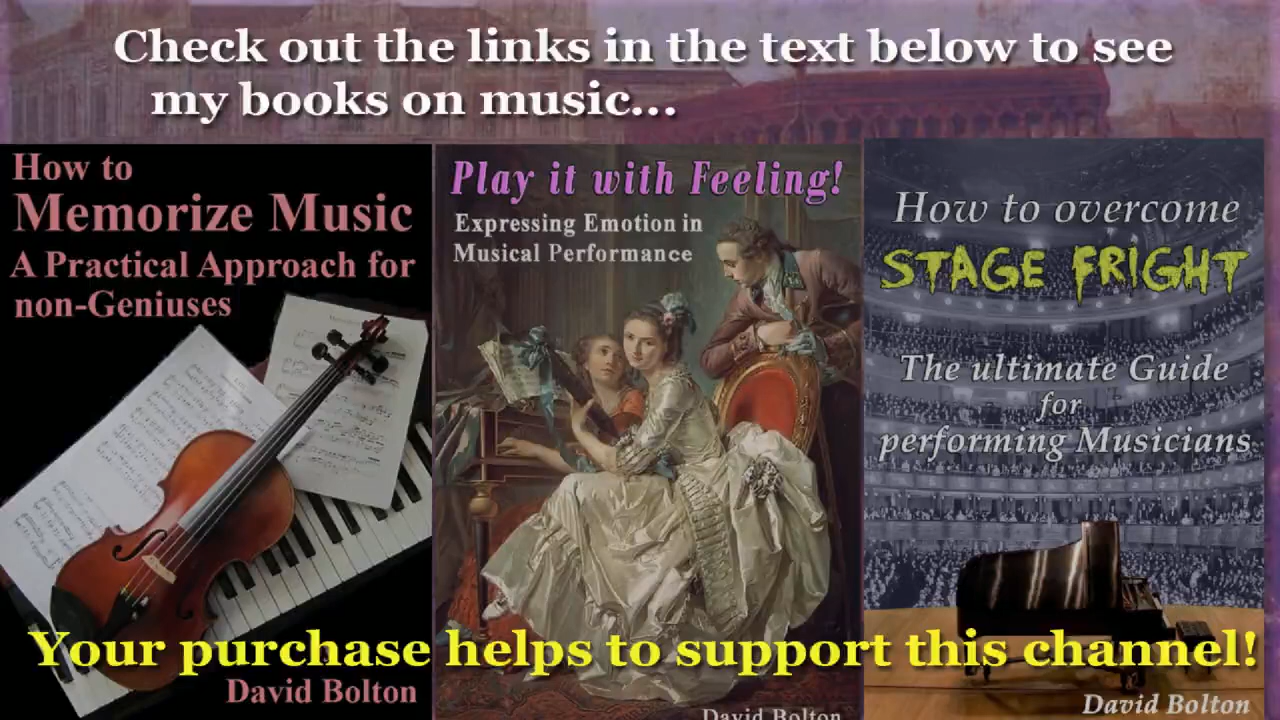 Check out the links in the text below to see
my books on music...
How to
Memorize Music
A Practical Approach for
non-Geniuses
David Bolton
Play it with Feeling!
Expressing Emotion in
Musical Performance
David Bolton
How to overcome
STAGE FRIGHT
The ultimate Guide
for
performing Musicians
David Bolton
Your purchase helps to support this channel!